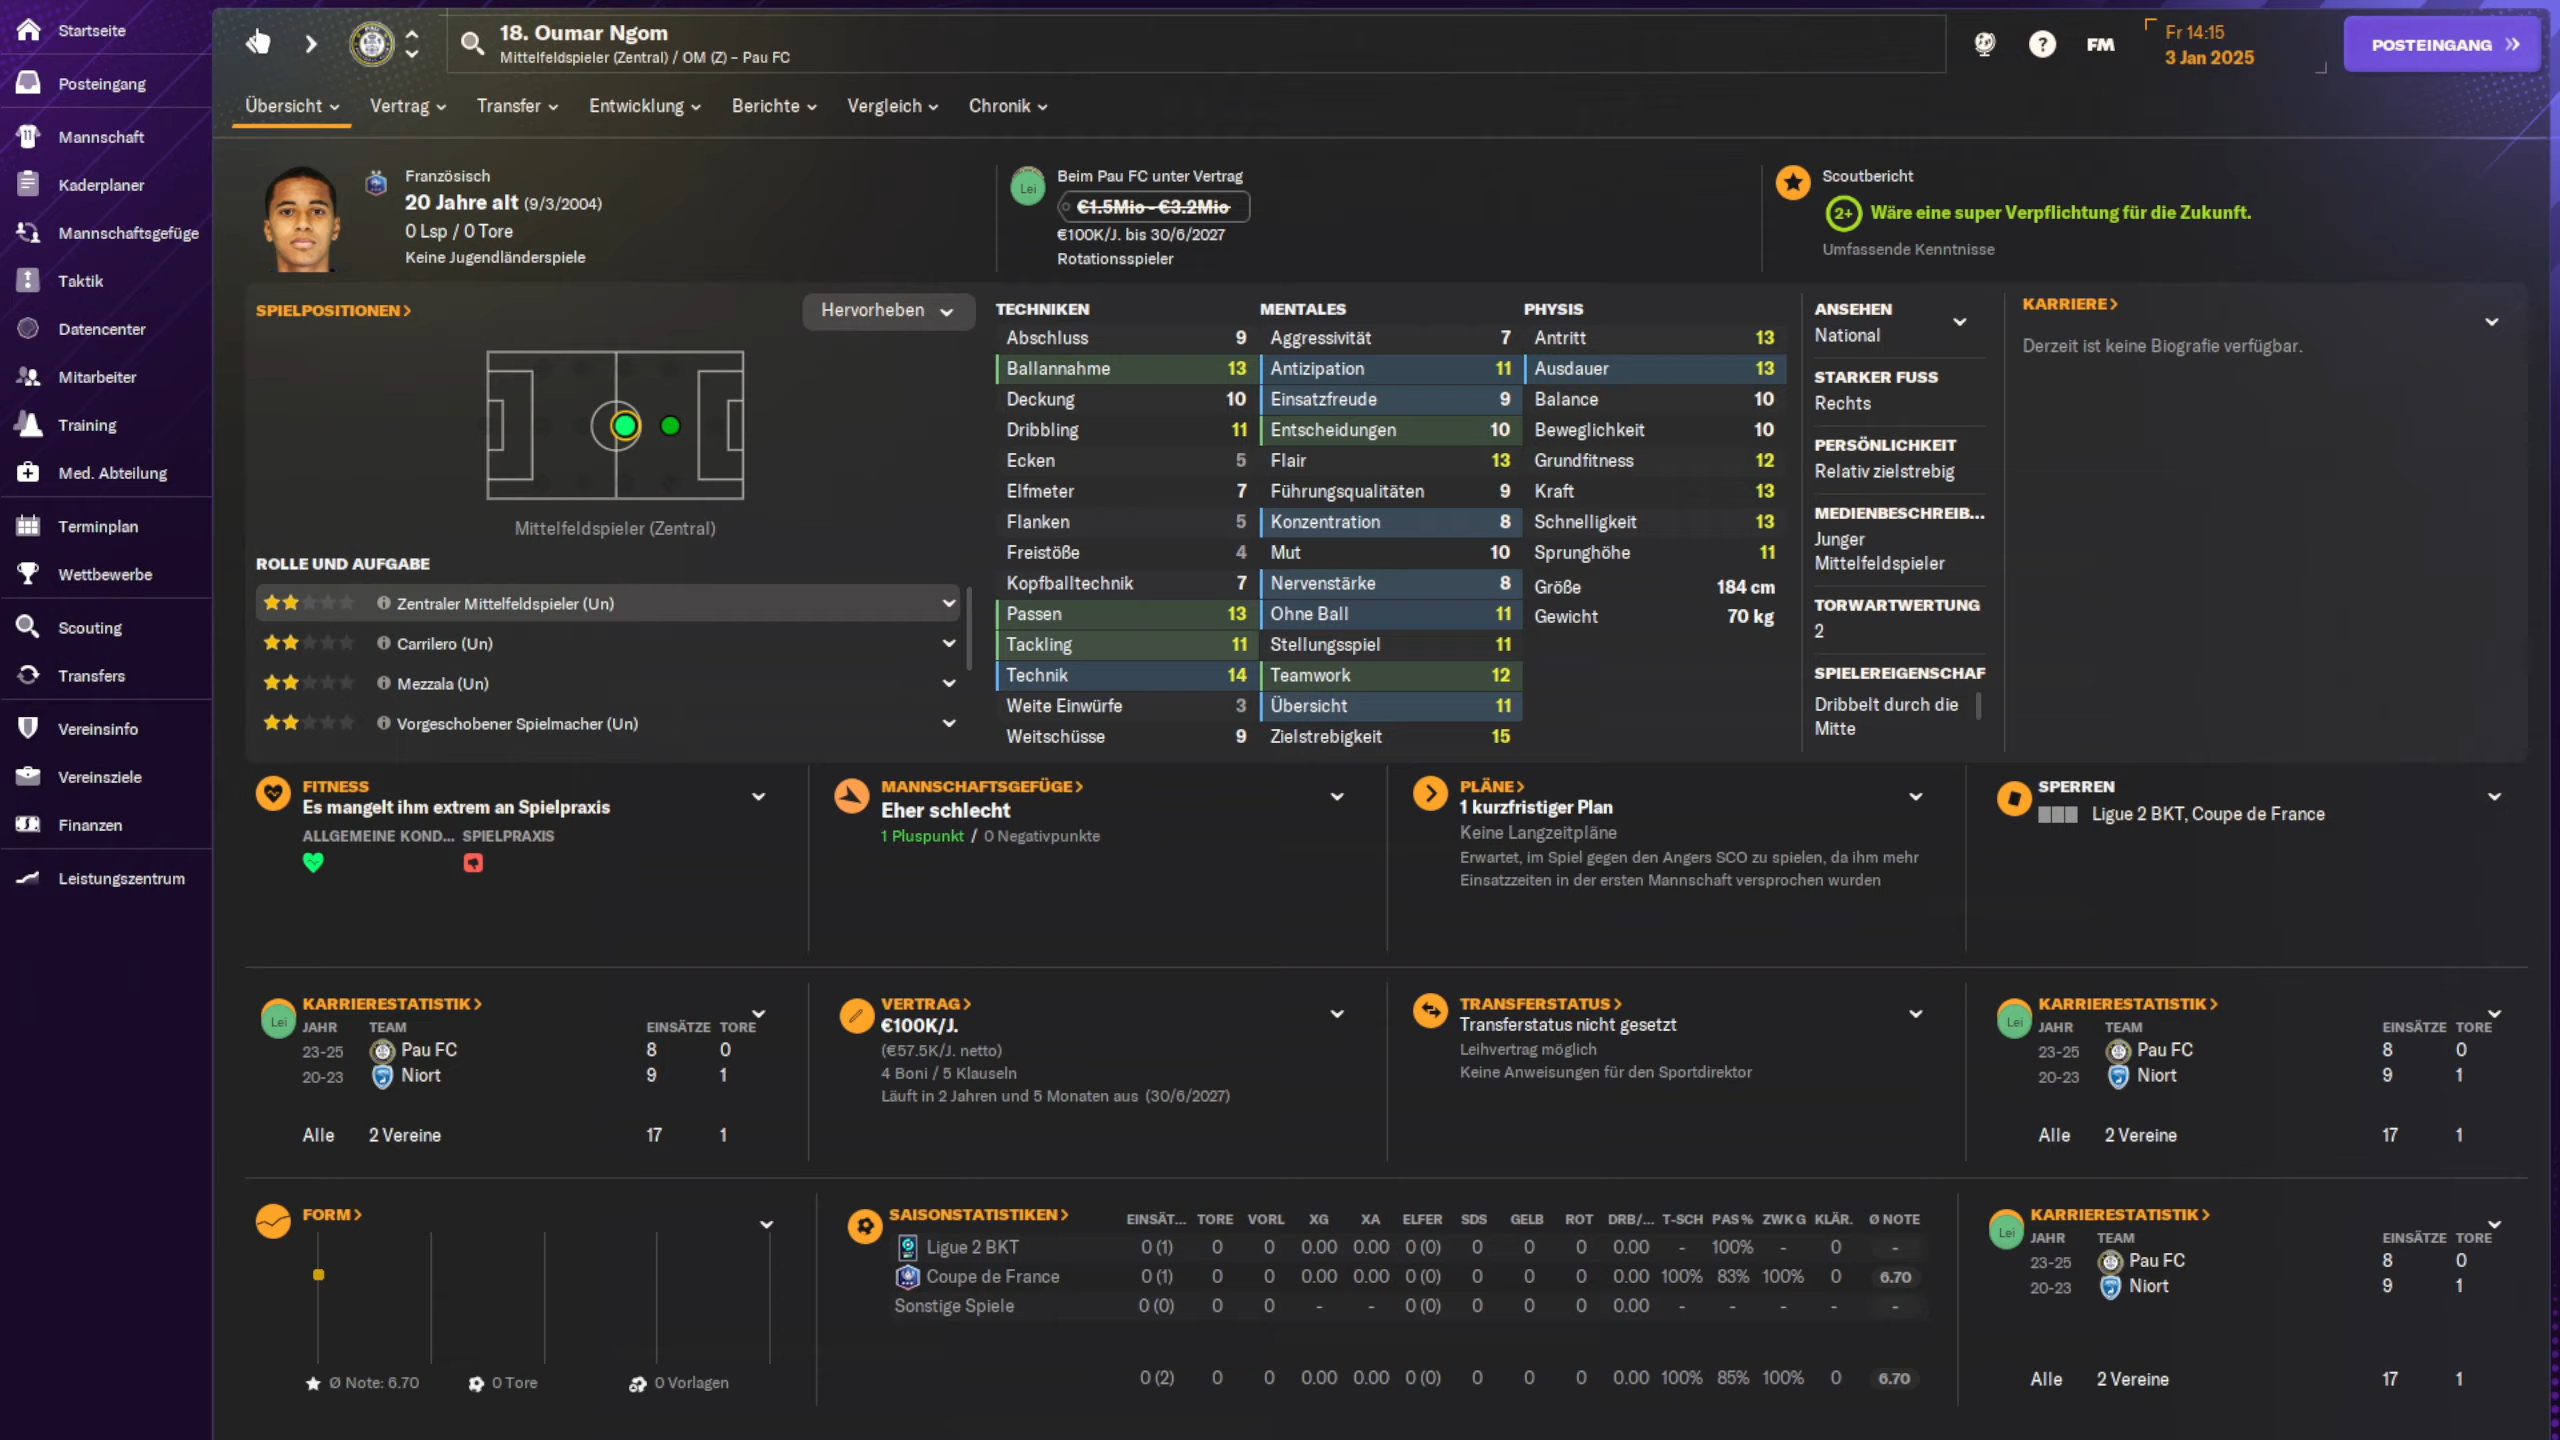 Startseite
Posteingang
Mannschaft
Kaderplaner
Mannschaftsgefüge
Taktik
Datencenter
Mitarbeiter
Training
Med. Abteilung
Terminplan
Wettbewerbe
Scouting
Transfers
Vereinsinfo
Vereinsziele
Finanzen
Leistungszentrum
18. Oumar Ngom
Mittelfeldspieler (Zentral) / OM (Z) – Pau FC
?
FM
Fr 14:15
3 Jan 2025
POSTEINGANG
Übersicht
Vertrag
Transfer
Entwicklung
Berichte
Vergleich
Chronik
Französisch
20 Jahre alt (9/3/2004)
0 Lsp / 0 Tore
Keine Jugendländerspiele
Lei
Beim Pau FC unter Vertrag
€1.5Mio - €3.2Mio
€100K/J. bis 30/6/2027
Rotationsspieler
Scoutbericht
2+ Wäre eine super Verpflichtung für die Zukunft.
Umfassende Kenntnisse
SPIELPOSITIONEN
Hervorheben
Mittelfeldspieler (Zentral)
ROLLE UND AUFGABE
Zentraler Mittelfeldspieler (Un)
Carrilero (Un)
Mezzala (Un)
Vorgeschobener Spielmacher (Un)
TECHNIKEN
Abschluss 9
Ballannahme 13
Deckung 10
Dribbling 11
Ecken 5
Elfmeter 7
Flanken 5
Freistöße 4
Kopfballtechnik 7
Passen 13
Tackling 11
Technik 14
Weite Einwürfe 3
Weitschüsse 9
MENTALES
Aggressivität 7
Antizipation 11
Einsatzfreude 9
Entscheidungen 10
Flair 13
Führungsqualitäten 9
Konzentration 8
Mut 10
Nervenstärke 8
Ohne Ball 11
Stellungsspiel 11
Teamwork 12
Übersicht 11
Zielstrebigkeit 15
PHYSIS
Antritt 13
Ausdauer 13
Balance 10
Beweglichkeit 10
Grundfitness 12
Kraft 13
Schnelligkeit 13
Sprunghöhe 11
Größe 184 cm
Gewicht 70 kg
ANSEHEN
National
STARKER FUSS
Rechts
PERSÖNLICHKEIT
Relativ zielstrebig
MEDIENBESCHREIB...
Junger
Mittelfeldspieler
TORWARTWERTUNG
2
SPIELEREIGENSCHAF
Dribbelt durch die
Mitte
KARRIERE
Derzeit ist keine Biografie verfügbar.
FITNESS
Es mangelt ihm extrem an Spielpraxis
ALLGEMEINE KOND... SPIELPRAXIS
MANNSCHAFTSGEFÜGE
Eher schlecht
1 Pluspunkt / 0 Negativpunkte
PLÄNE
1 kurzfristiger Plan
Keine Langzeitpläne
Erwartet, im Spiel gegen den Angers SCO zu spielen, da ihm mehr
Einsatzzeiten in der ersten Mannschaft versprochen wurden
SPERREN
Ligue 2 BKT, Coupe de France
Lei
KARRIERESTATISTIK
JAHR TEAM EINSÄTZE TORE
23-25 Pau FC 8 0
20-23 Niort 9 1
Alle 2 Vereine 17 1
VERTRAG
€100K/J.
(€57.5K/J. netto)
4 Boni / 5 Klauseln
Läuft in 2 Jahren und 5 Monaten aus (30/6/2027)
TRANSFERSTATUS
Transferstatus nicht gesetzt
Leihvertrag möglich
Keine Anweisungen für den Sportdirektor
Lei
KARRIERESTATISTIK
JAHR TEAM EINSÄTZE TORE
23-25 Pau FC 8 0
20-23 Niort 9 1
Alle 2 Vereine 17 1
FORM
Ø Note: 6.70
0 Tore
0 Vorlagen
SAISONSTATISTIKEN
EINSÄT... TORE VORL XG XA ELFER SDS GELB ROT DRB/... T-SCH PAS % ZWK G KLÄR. Ø NOTE
Ligue 2 BKT 0 (1) 0 0 0.00 0.00 0 (0) 0 0 0 0.00 - 100% - 0 -
Coupe de France 0 (1) 0 0 0.00 0.00 0 (0) 0 0 0 0.00 100% 83% 100% 0 6.70
Sonstige Spiele 0 (0) 0 0 - - 0 (0) 0 0 0 0.00 - - - - -
0 (2) 0 0 0.00 0.00 0 (0) 0 0 0 0.00 100% 85% 100% 0 6.70
Lei
KARRIERESTATISTIK
JAHR TEAM EINSÄTZE TORE
23-25 Pau FC 8 0
20-23 Niort 9 1
Alle 2 Vereine 17 1